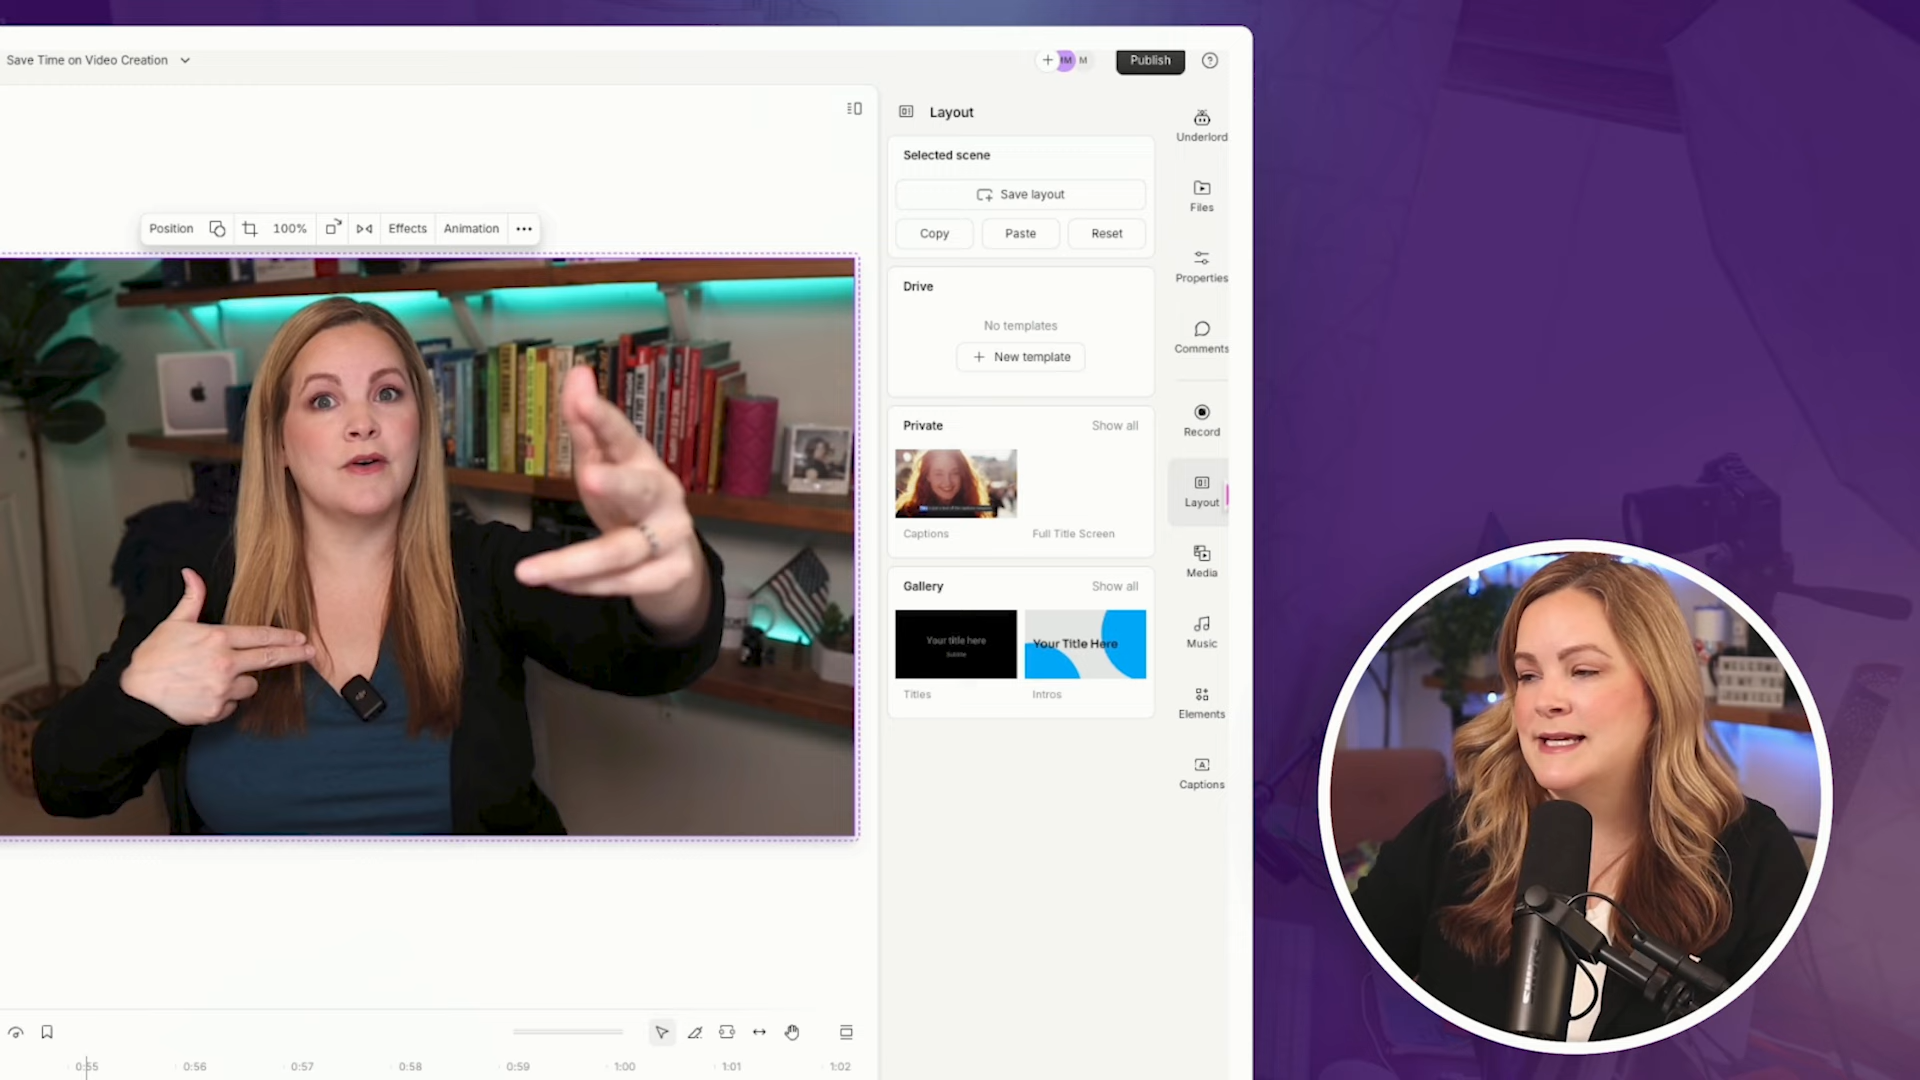 Save Time on Video Creation
M
Publish
Layout
Selected scene
Save layout
Copy
Paste
Reset
Drive
No templates
New template
Private
Show all
Captions
Full Title Screen
Gallery
Show all
Your title here
Subtitle
Your Title Here
Titles
Intros
Underlord
Files
Properties
Comments
Record
Layout
Media
Music
Elements
Captions
Position
100%
Effects
Animation
0:55
0:56
0:57
0:58
0:59
1:00
1:01
1:02
WELCOME
SHURE